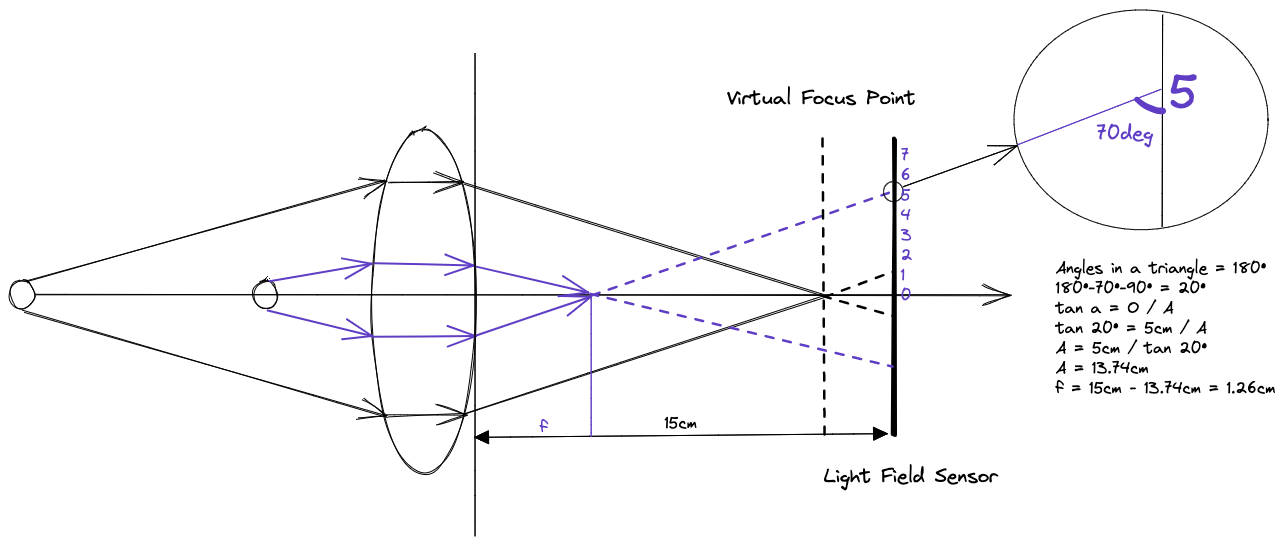 Virtual Focus Point
5
70deg
7
6
5
4
3
2
1
0
Angles in a triangle = 180°
180°-70°-90° = 20°
tan a = O / A
tan 20° = 5cm / A
A = 5cm / tan 20°
A = 13.74cm
f = 15cm - 13.74cm = 1.26cm
f
15cm
Light Field Sensor